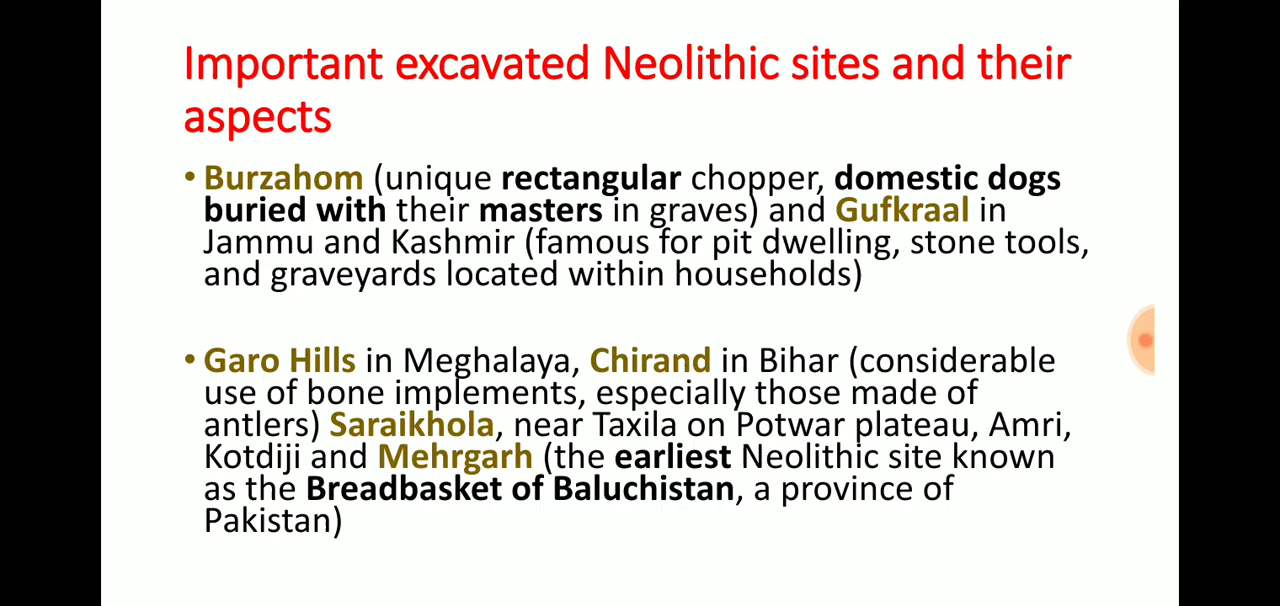 Important excavated Neolithic sites and their
aspects
• Burzahom (unique rectangular chopper, domestic dogs
buried with their masters in graves) and Gufkraal in
Jammu and Kashmir (famous for pit dwelling, stone tools,
and graveyards located within households)
• Garo Hills in Meghalaya, Chirand in Bihar (considerable
use of bone implements, especially those made of
antlers) Saraikhola, near Taxila on Potwar plateau, Amri,
Kotdiji and Mehrgarh (the earliest Neolithic site known
as the Breadbasket of Baluchistan, a province of
Pakistan)